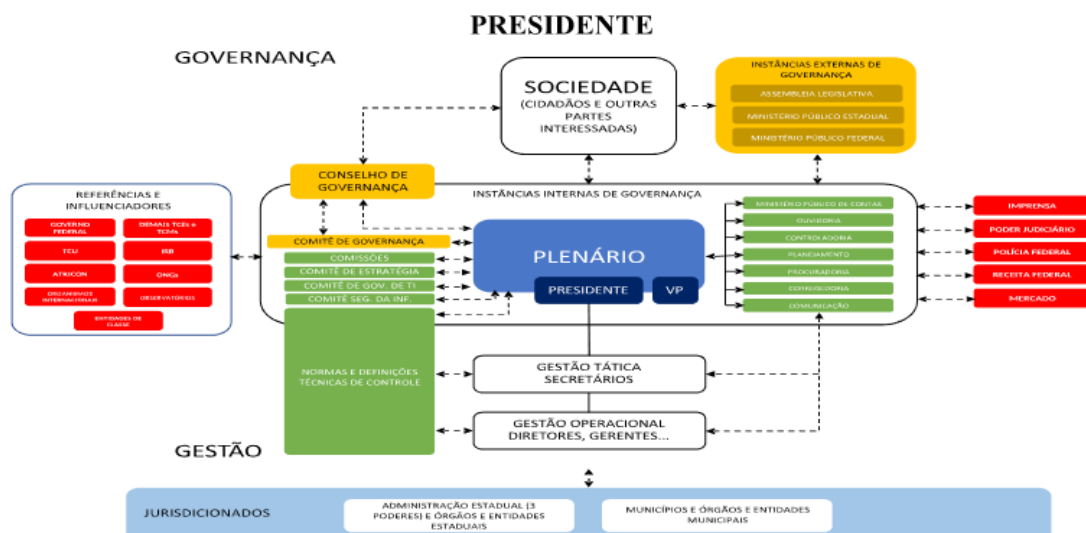 PRESIDENTE
GOVERNANÇA
SOCIEDADE
(CIDADÃOS E OUTRAS
PARTES
INTERESSADAS)
INSTÂNCIAS EXTERNAS DE
GOVERNANÇA
ASSEMBLEIA LEGISLATIVA
MINISTÉRIO PÚBLICO ESTADUAL
MINISTÉRIO PÚBLICO FEDERAL
CONSELHO DE
GOVERNANÇA
REFERÊNCIAS E
INFLUENCIADORES
GOVERNO
FEDERAL
DEMAIS TCEs e
TCMs
TCU
IRB
ATRICON
ONGs
ORGANISMOS
INTERNACIONAIS
OBSERVATÓRIOS
ENTIDADES DE
CLASSE
INSTÂNCIAS INTERNAS DE GOVERNANÇA
COMITÊ DE GOVERNANÇA
COMISSÕES
COMITÊ DE ESTRATÉGIA
COMITÊ DE GOV. DE TI
COMITÊ SEG. DA INF.
PLENÁRIO
PRESIDENTE
VP
MINISTÉRIO PÚBLICO DE CONTAS
OUVIDORIA
CONTROLADORIA
PLANEJAMENTO
PROCURADORIA
CORREGEDORIA
COMUNICAÇÃO
IMPRENSA
PODER JUDICIÁRIO
POLÍCIA FEDERAL
RECEITA FEDERAL
MERCADO
NORMAS E DEFINIÇÕES
TÉCNICAS DE CONTROLE
GESTÃO TÁTICA
SECRETÁRIOS
GESTÃO OPERACIONAL
DIRETORES, GERENTES...
GESTÃO
JURISDICIONADOS
ADMINISTRAÇÃO ESTADUAL (3
PODERES) E ÓRGÃOS E ENTIDADES
ESTADUAIS
MUNICÍPIOS E ÓRGÃOS E ENTIDADES
MUNICIPAIS